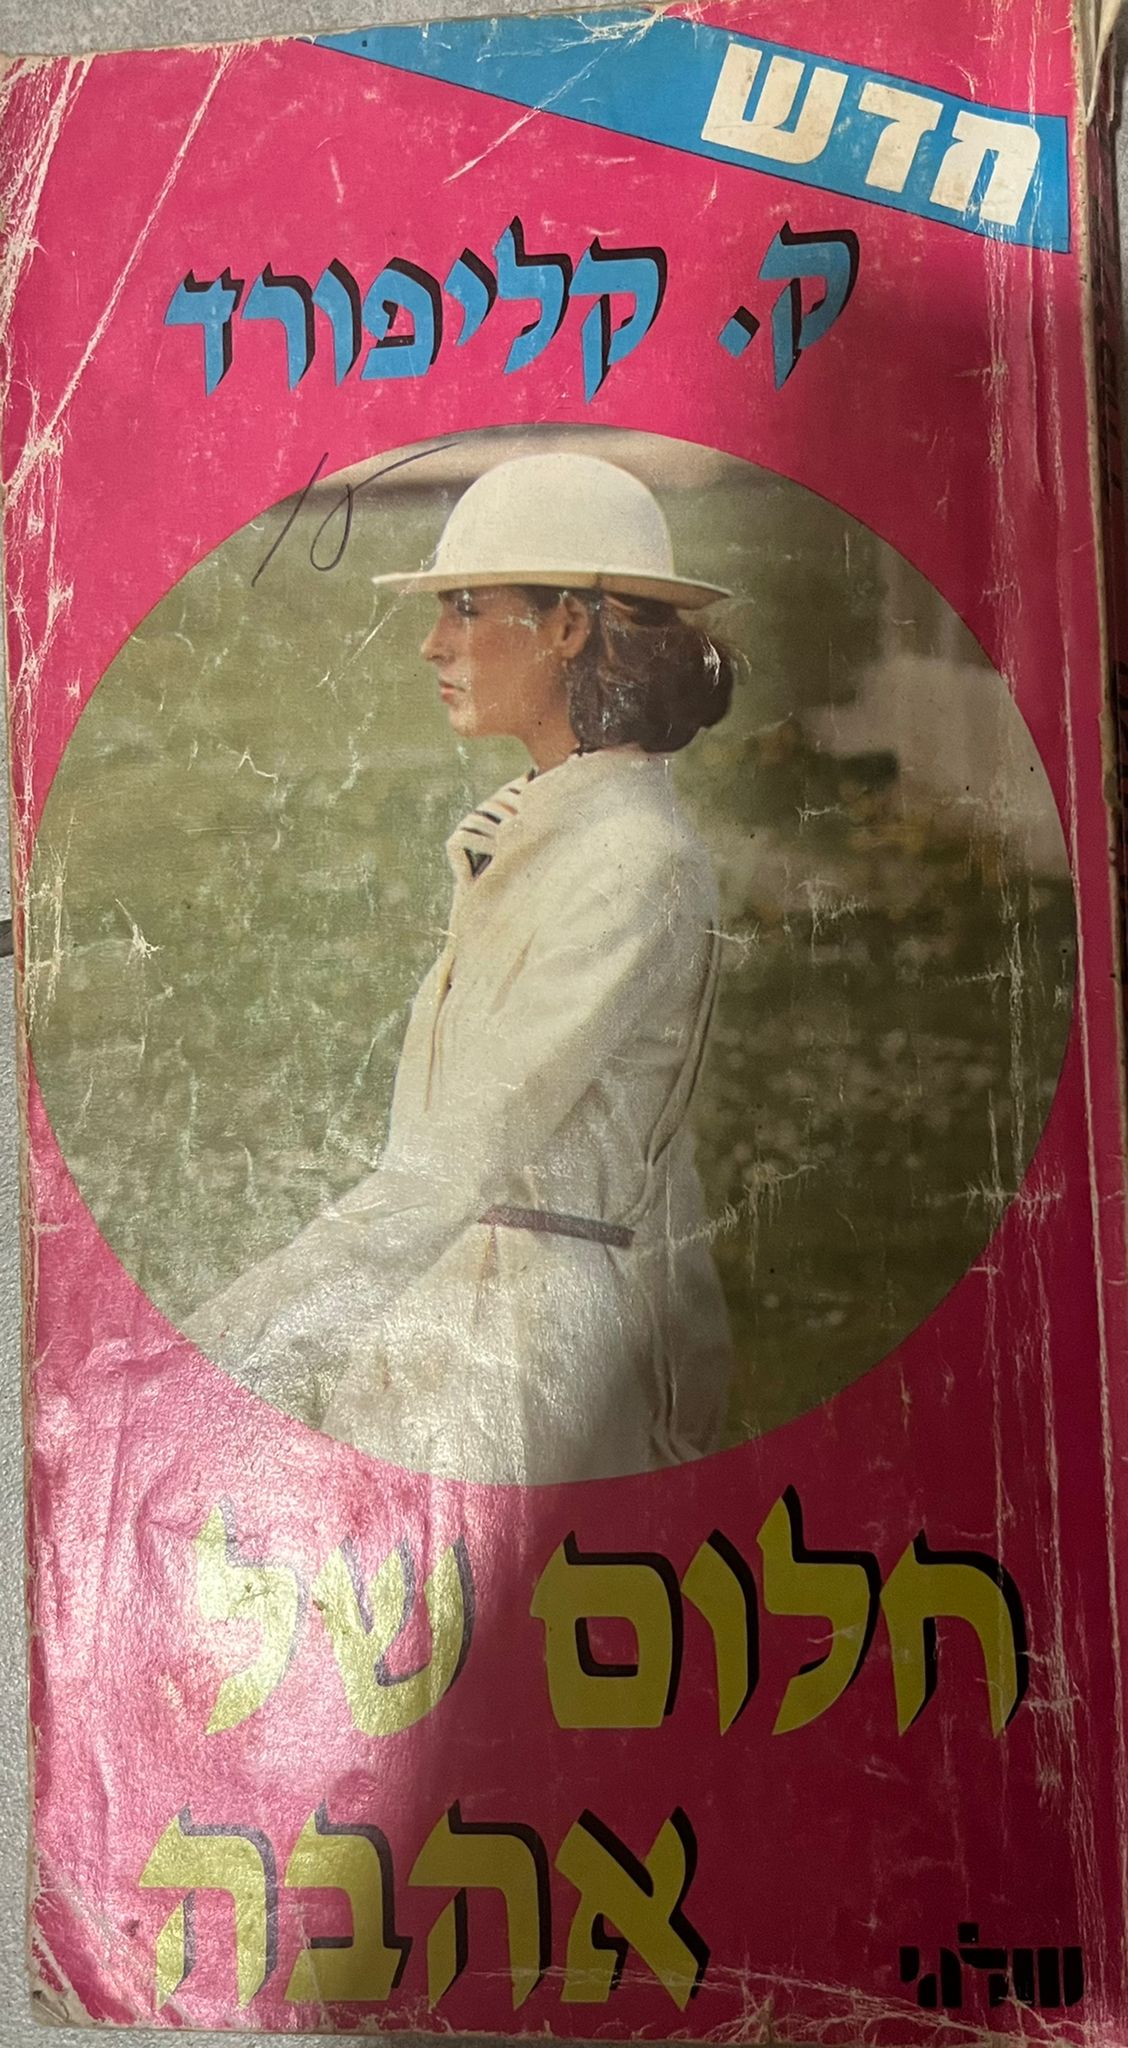 חדש
ק. קליפורד
חלום של
אהבה
שלגי